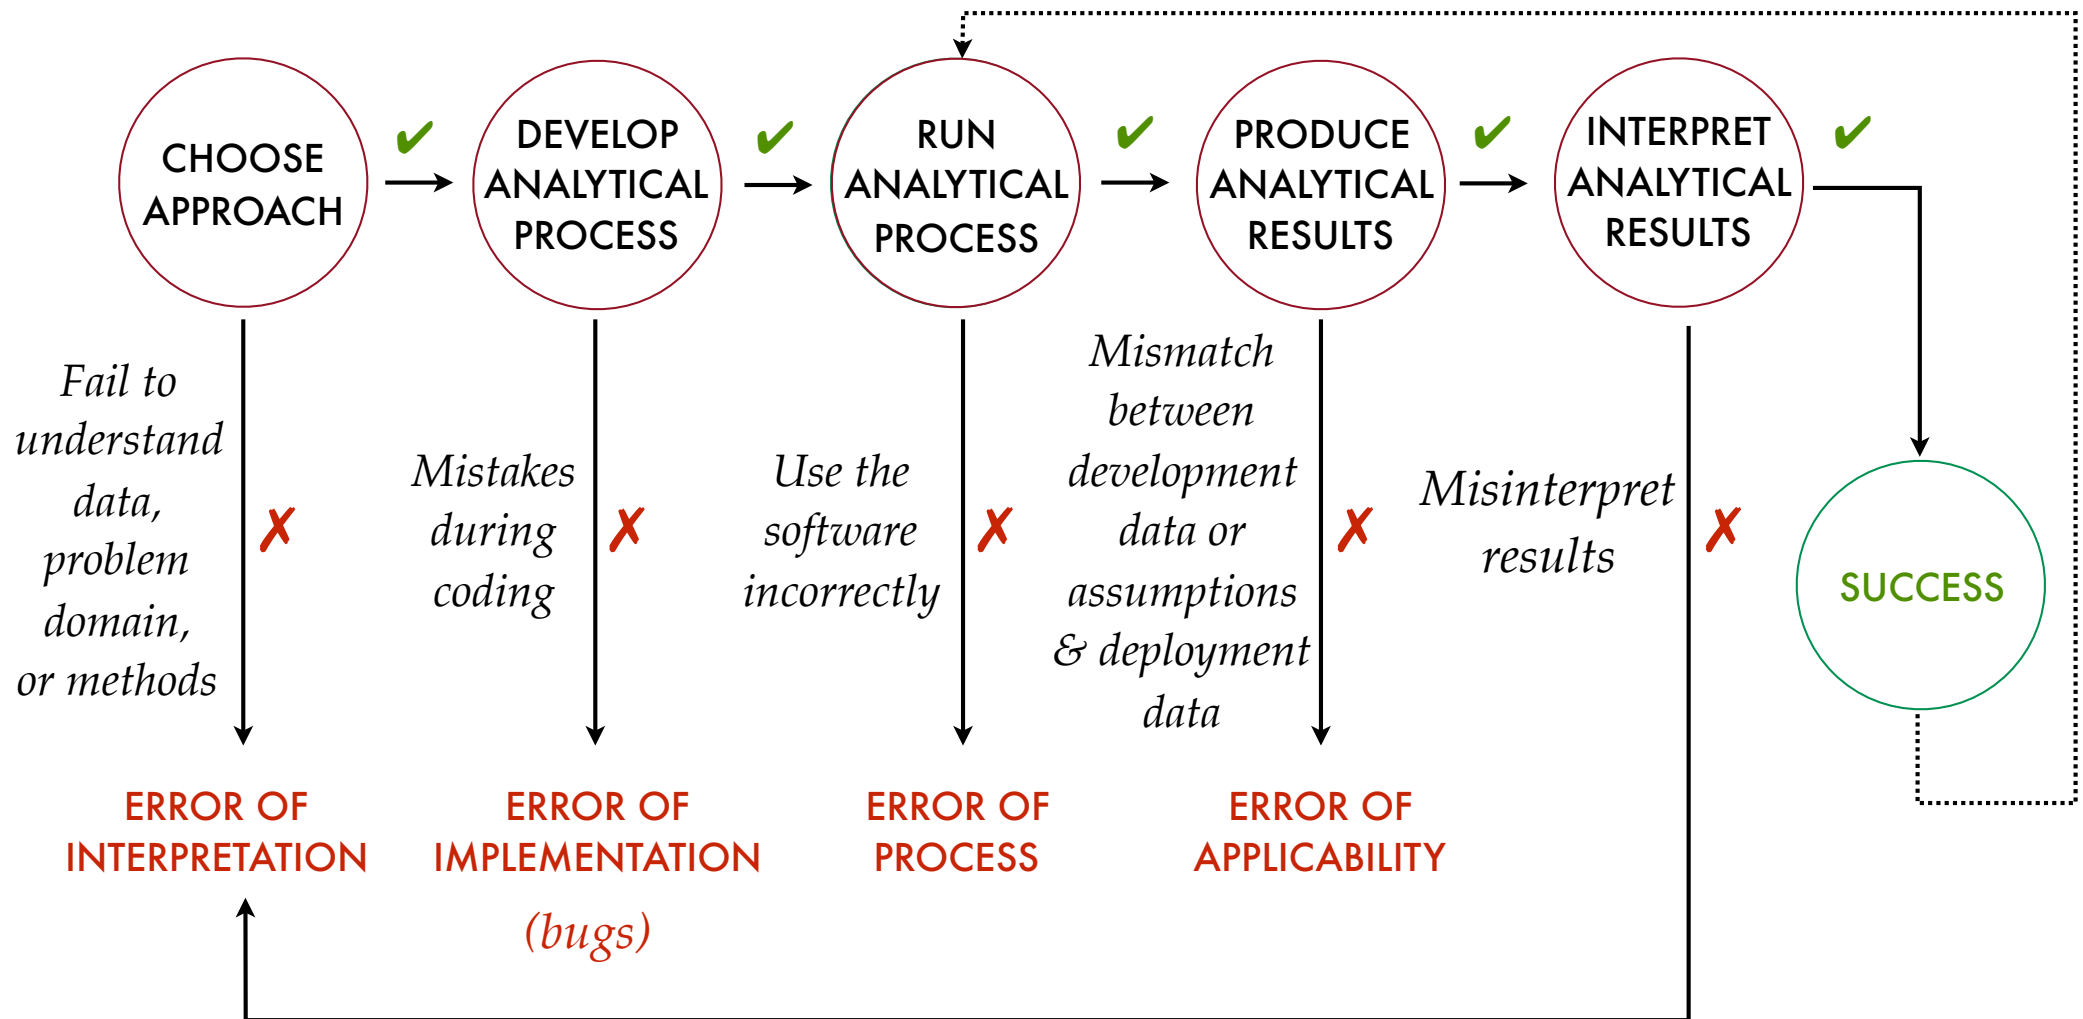 CHOOSE
APPROACH
✔
DEVELOP
ANALYTICAL
PROCESS
✔
RUN
ANALYTICAL
PROCESS
✔
PRODUCE
ANALYTICAL
RESULTS
✔
INTERPRET
ANALYTICAL
RESULTS
✔
Fail to
understand
data,
problem
domain,
or methods
✗
Mistakes
during
coding
✗
Use the
software
incorrectly
✗
Mismatch
between
development
data or
assumptions
& deployment
data
✗
Misinterpret
results
✗
SUCCESS
ERROR OF
INTERPRETATION
ERROR OF
IMPLEMENTATION
(bugs)
ERROR OF
PROCESS
ERROR OF
APPLICABILITY